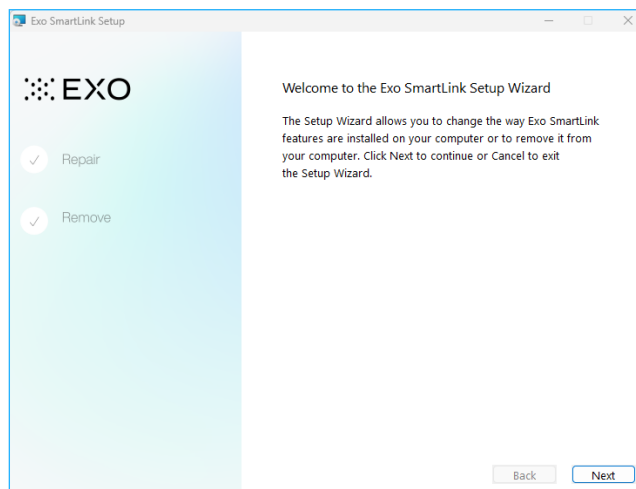 Exo SmartLink Setup
EXO
Repair
Remove
Welcome to the Exo SmartLink Setup Wizard
The Setup Wizard allows you to change the way Exo SmartLink
features are installed on your computer or to remove it from
your computer. Click Next to continue or Cancel to exit
the Setup Wizard.
Back
Next